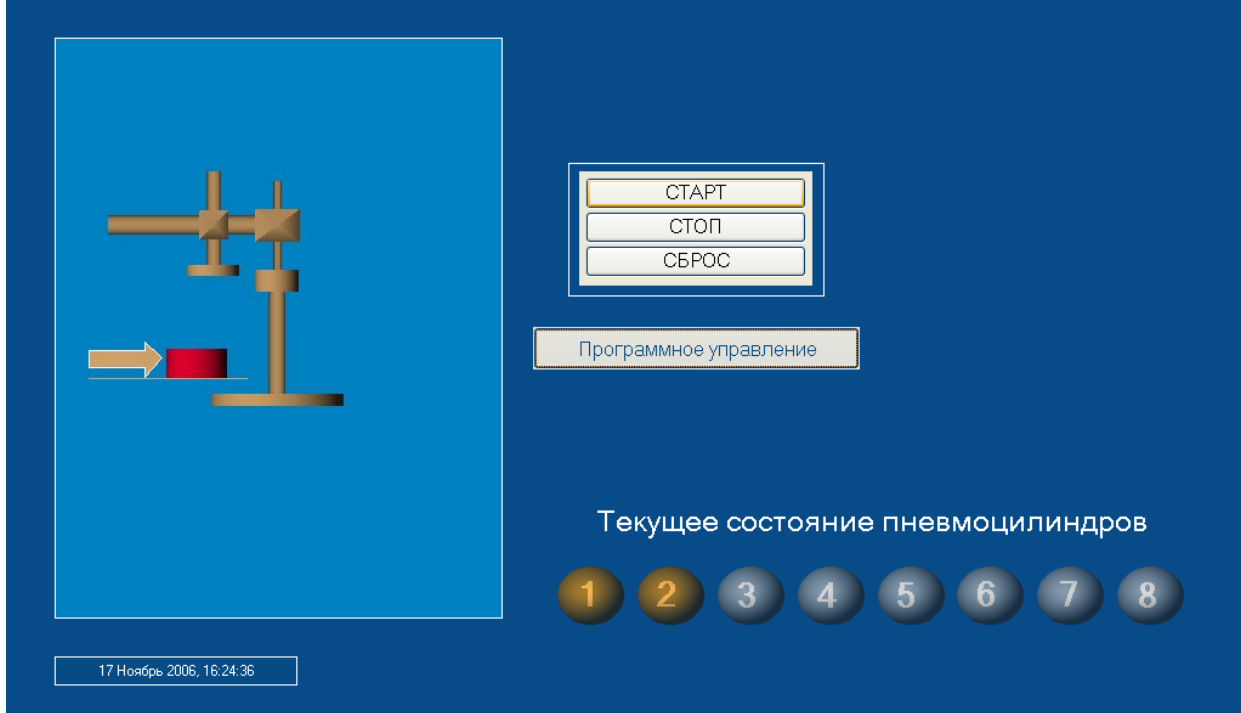 СТАРТ
СТОП
СБРОС
Программное управление
Текущее состояние пневмоцилиндров
1 2 3 4 5 6 7 8
17 Ноябрь 2006, 16:24:36